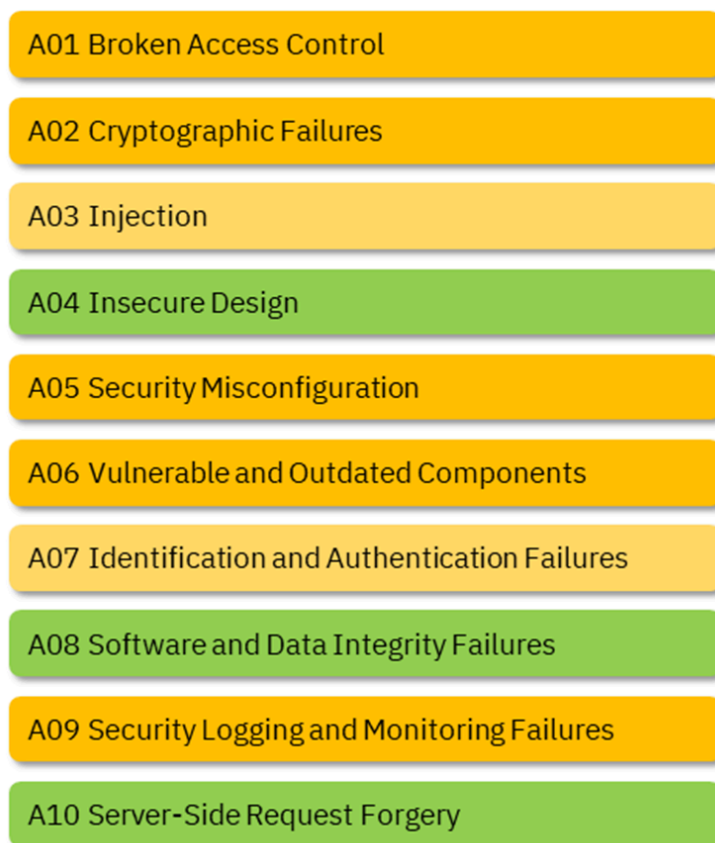 A01 Broken Access Control
A02 Cryptographic Failures
A03 Injection
A04 Insecure Design
A05 Security Misconfiguration
A06 Vulnerable and Outdated Components
A07 Identification and Authentication Failures
A08 Software and Data Integrity Failures
A09 Security Logging and Monitoring Failures
A10 Server-Side Request Forgery